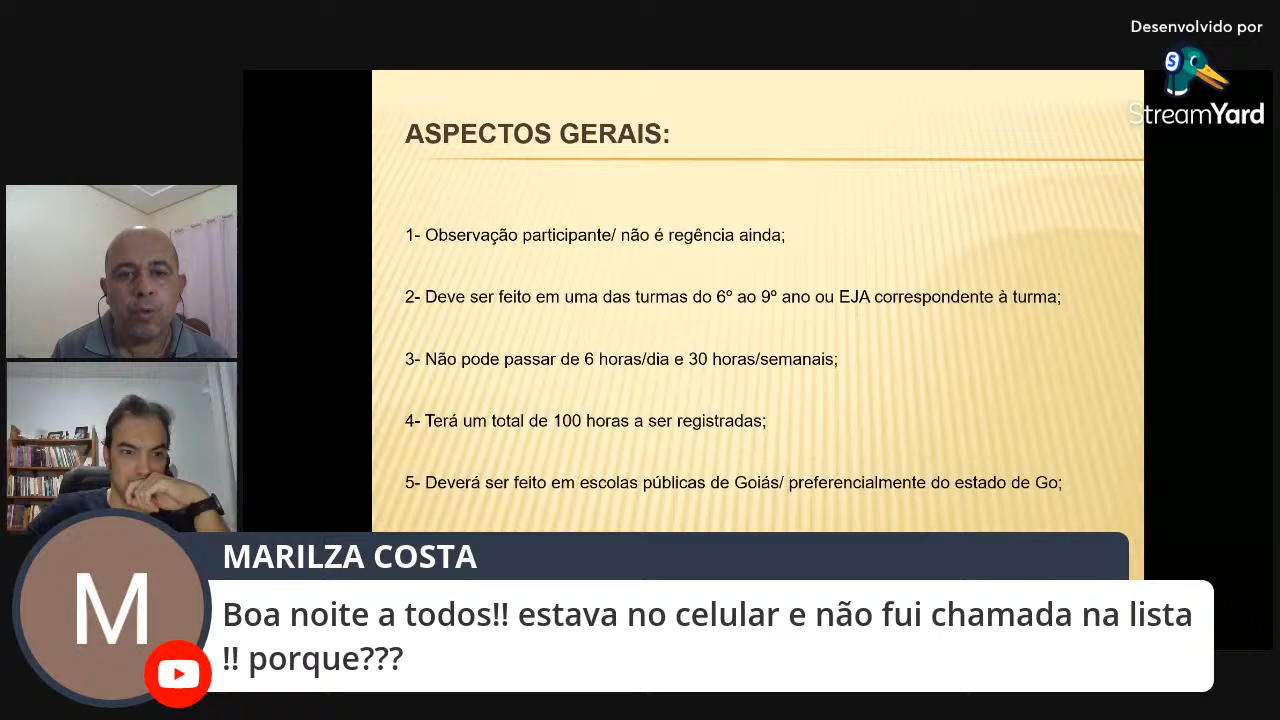 Desenvolvido por
StreamYard
ASPECTOS GERAIS:
1- Observação participante/ não é regência ainda;
2- Deve ser feito em uma das turmas do 6º ao 9º ano ou EJA correspondente à turma;
3- Não pode passar de 6 horas/dia e 30 horas/semanais;
4- Terá um total de 100 horas a ser registradas;
5- Deverá ser feito em escolas públicas de Goiás/ preferencialmente do estado de Go;
M
MARILZA COSTA
Boa noite a todos!! estava no celular e não fui chamada na lista
!! porque???